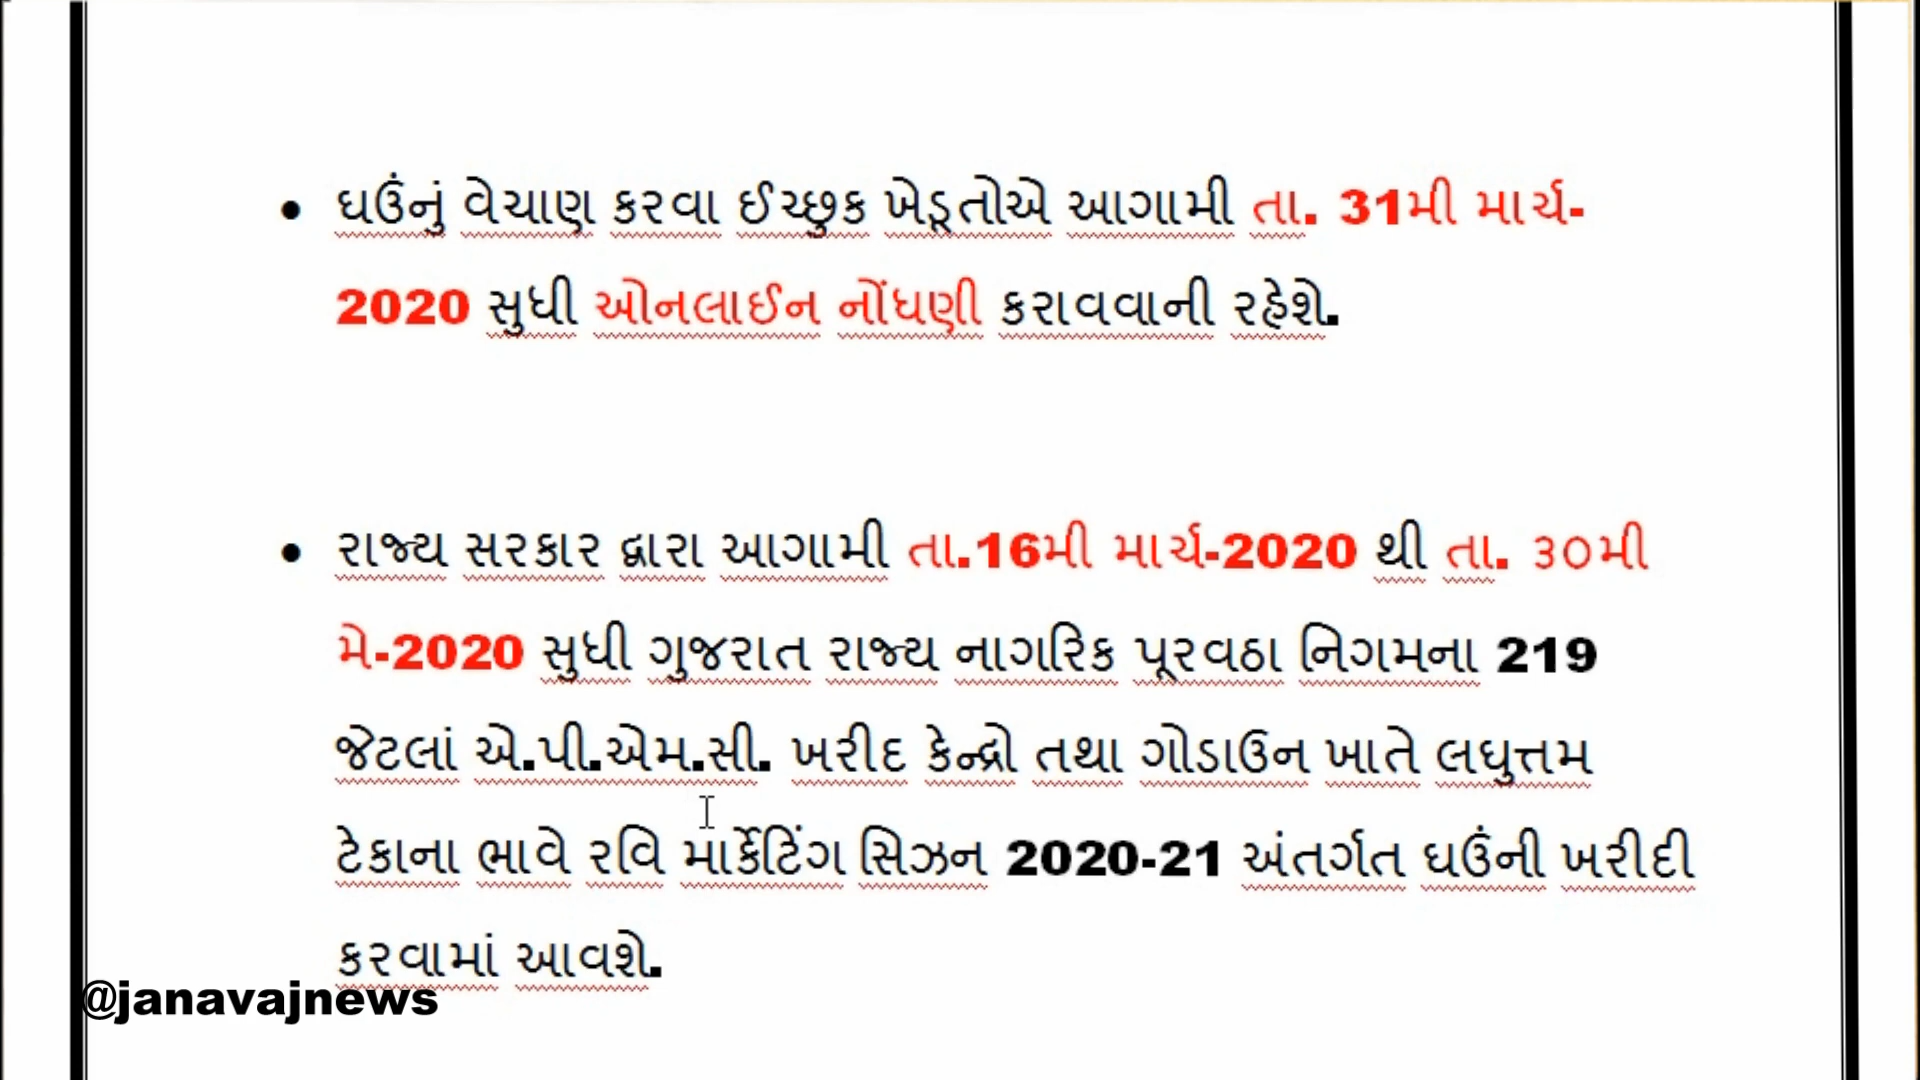 • ઘઉંનું વેચાણ કરવા ઈચ્છુક ખેડૂતોએ આગામી તા. 31મી માર્ચ-
2020 સુધી ઓનલાઈન નોંધણી કરાવવાની રહેશે.
• રાજ્ય સરકાર દ્વારા આગામી તા.16મી માર્ચ-2020 થી તા. ૩૦મી
મે-2020 સુધી ગુજરાત રાજ્ય નાગરિક પૂરવઠા નિગમના 219
જેટલાં એ.પી.એમ.સી. ખરીદ કેન્દ્રો તથા ગોડાઉન ખાતે લઘુત્તમ
ટેકાના ભાવે રવિ માર્કેટિંગ સિઝન 2020-21 અંતર્ગત ઘઉંની ખરીદી
કરવામાં આવશે.
@janavajnews